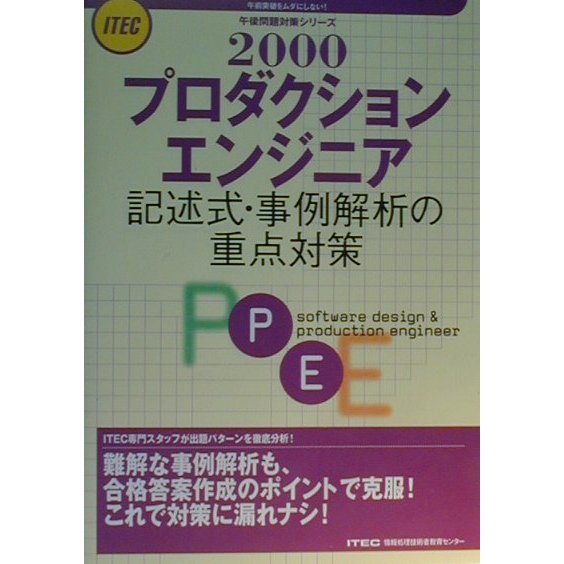 午前突破をムダにしない!
ITEC
午後問題対策シリーズ
2000
プロダクション
エンジニア
記述式・事例解析の
重点対策
P
P
software design &
production engineer
E
E
ITEC専門スタッフが出題パターンを徹底分析!
難解な事例解析も、
合格答案作成のポイントで克服!
これで対策に漏れナシ!
ITEC 情報処理技術者教育センター